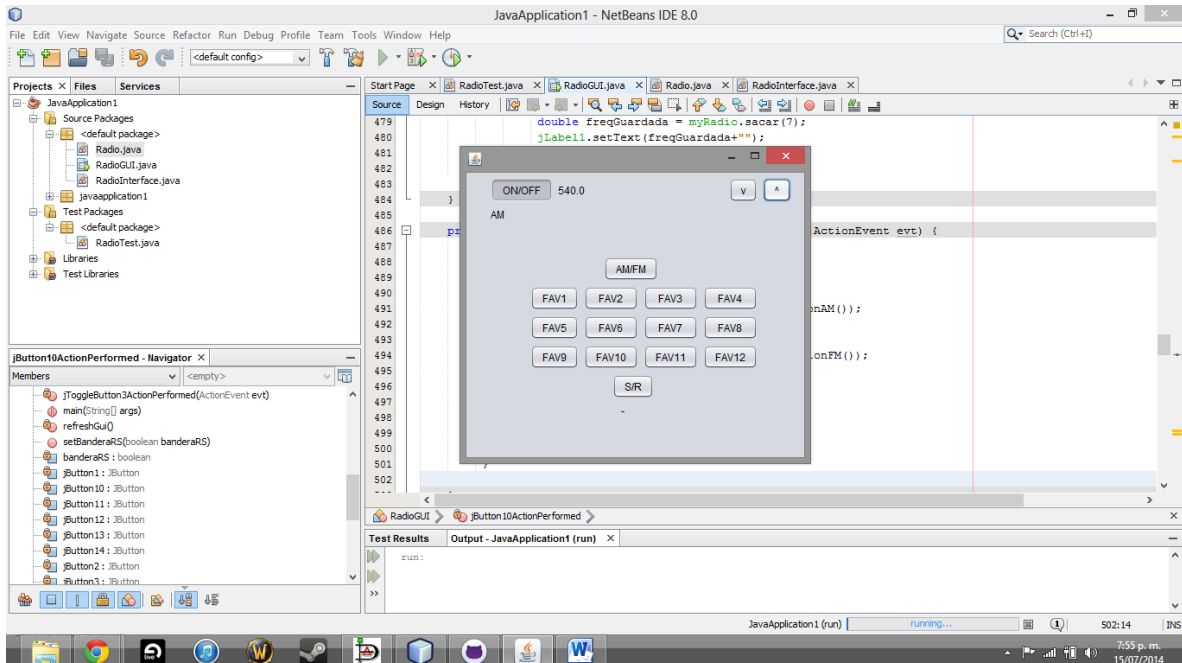 JavaApplication1 - NetBeans IDE 8.0
File Edit View Navigate Source Refactor Run Debug Profile Team Tools Window Help
Search (Ctrl+I)
<default config>
Projects Files Services
Start Page RadioTest.java RadioGUI.java Radio.java RadioInterface.java
Source Design History
JavaApplication1
Source Packages
<default package>
Radio.java
RadioGUI.java
RadioInterface.java
javaapplication1
Test Packages
<default package>
RadioTest.java
Libraries
Test Libraries
479 double freqGuardada = myRadio.sacar(7);
480 jLabel1.setText(freqGuardada+"");
481
482
483
484 }
485
486 pr ActionEvent evt) {
487
488
489
490
491 onAM());
492
493
494 .onFM());
495
496
497
498
499
500
501 }
502
ON/OFF 540.0 v ^
AM
AM/FM
FAV1 FAV2 FAV3 FAV4
FAV5 FAV6 FAV7 FAV8
FAV9 FAV10 FAV11 FAV12
S/R
-
jButton10ActionPerformed - Navigator
Members <empty>
jToggleButton3ActionPerformed(ActionEvent evt)
main(String[] args)
refreshGui()
setBanderaRS(boolean banderaRS)
banderaRS : boolean
jButton1 : JButton
jButton10 : JButton
jButton11 : JButton
jButton12 : JButton
jButton13 : JButton
jButton14 : JButton
jButton2 : JButton
jButton3 : JButton
RadioGUI jButton10ActionPerformed
Test Results Output - JavaApplication1 (run)
run:
JavaApplication1 (run) running... 1 502:14 INS
live
W
7:55 p. m.
15/07/2014